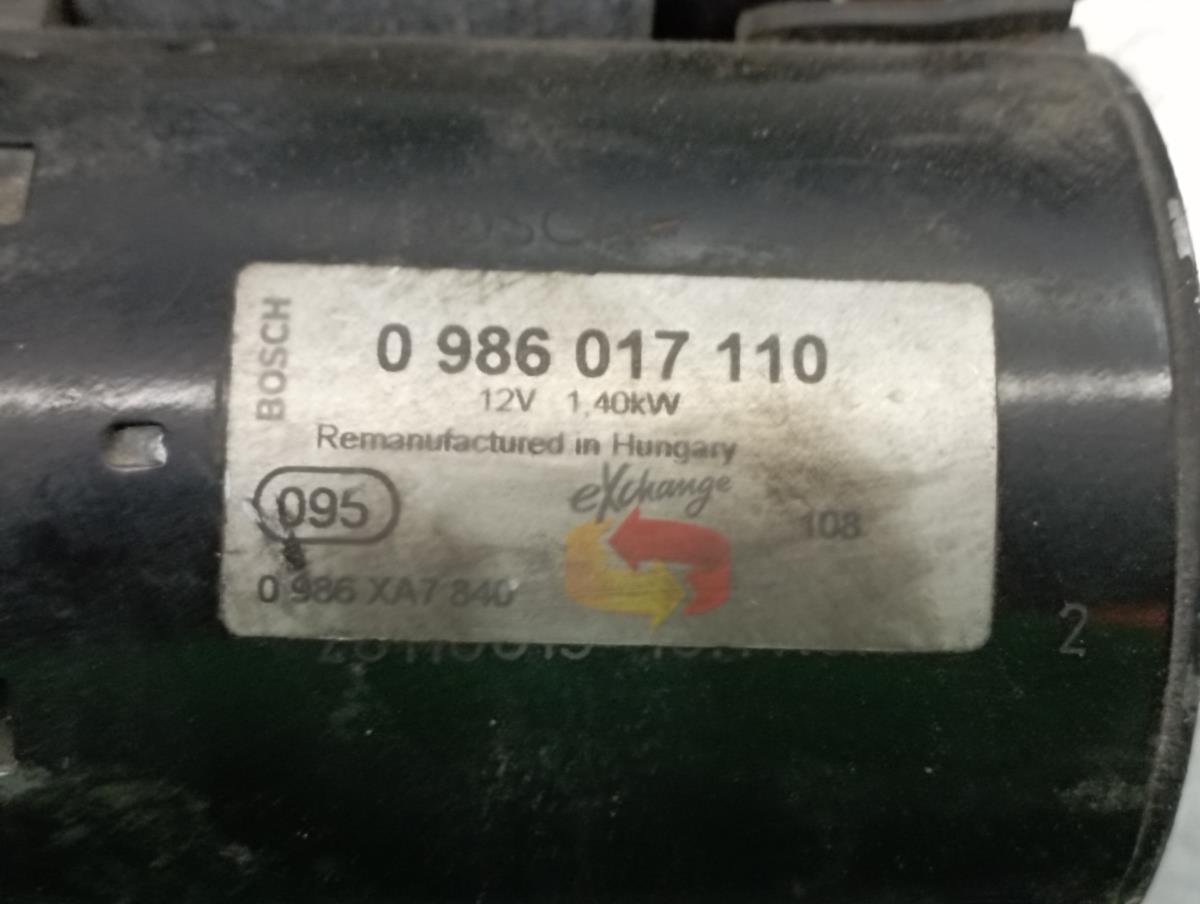 BOSCH
0 986 017 110
12V 1,40kW
Remanufactured in Hungary
eXchange
095
108
0 986 XA7 840
2